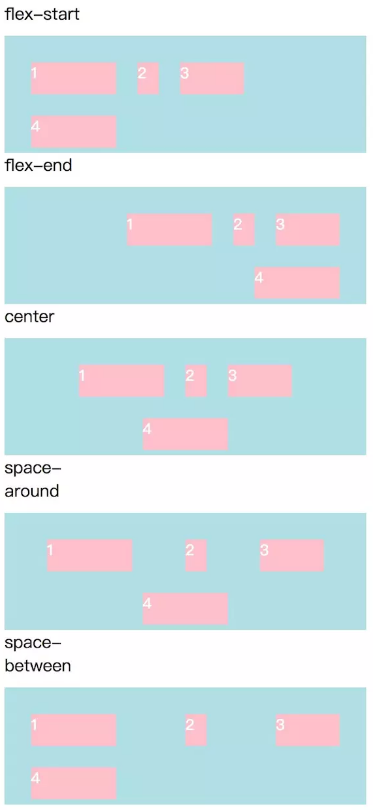 flex-start
1 2 3
4
flex-end
1 2 3
4
center
1 2 3
4
space-
around
1 2 3
4
space-
between
1 2 3
4